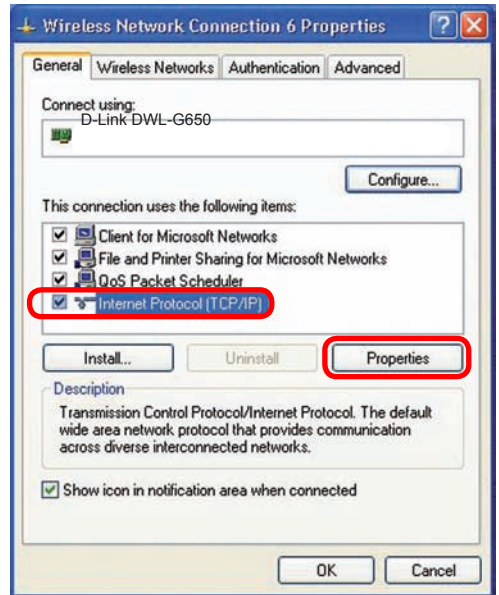 Wireless Network Connection 6 Properties
General Wireless Networks Authentication Advanced
Connect using:
D-Link DWL-G650
Configure...
This connection uses the following items:
Client for Microsoft Networks
File and Printer Sharing for Microsoft Networks
QoS Packet Scheduler
Internet Protocol (TCP/IP)
Install... Uninstall Properties
Description
Transmission Control Protocol/Internet Protocol. The default
wide area network protocol that provides communication
across diverse interconnected networks.
Show icon in notification area when connected
OK Cancel